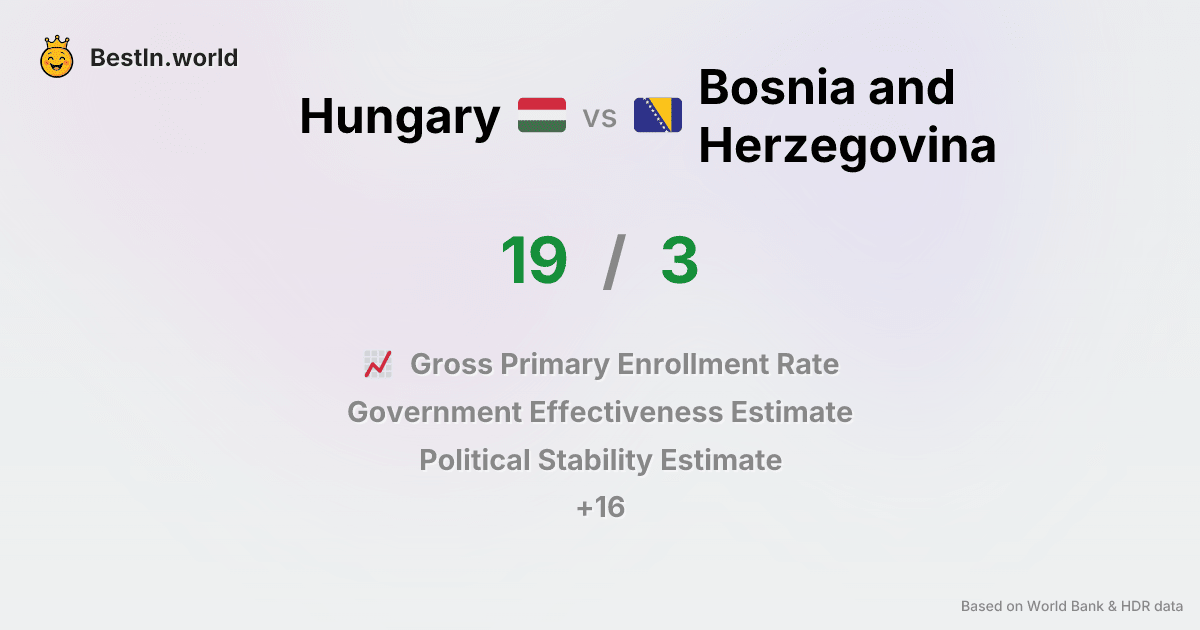 BestIn.world
Hungary vs Bosnia and
Herzegovina
19 / 3
Gross Primary Enrollment Rate
Government Effectiveness Estimate
Political Stability Estimate
+16
Based on World Bank & HDR data